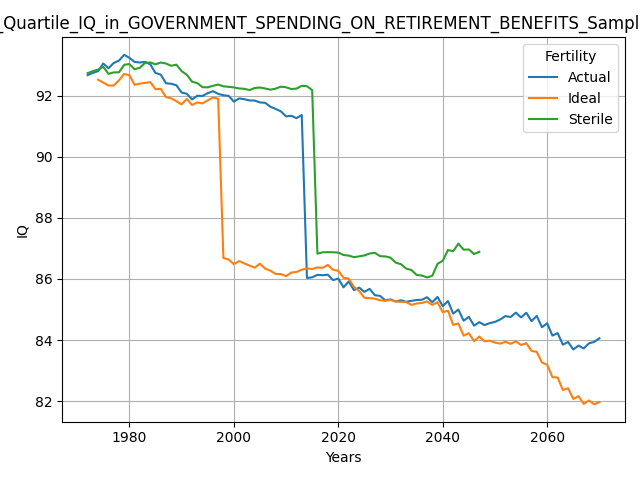 _Quartile_IQ_in_GOVERNMENT_SPENDING_ON_RETIREMENT_BENEFITS_Sampl
Fertility
Actual
Ideal
Sterile
IQ
92
90
88
86
84
82
1980 2000 2020 2040 2060
Years